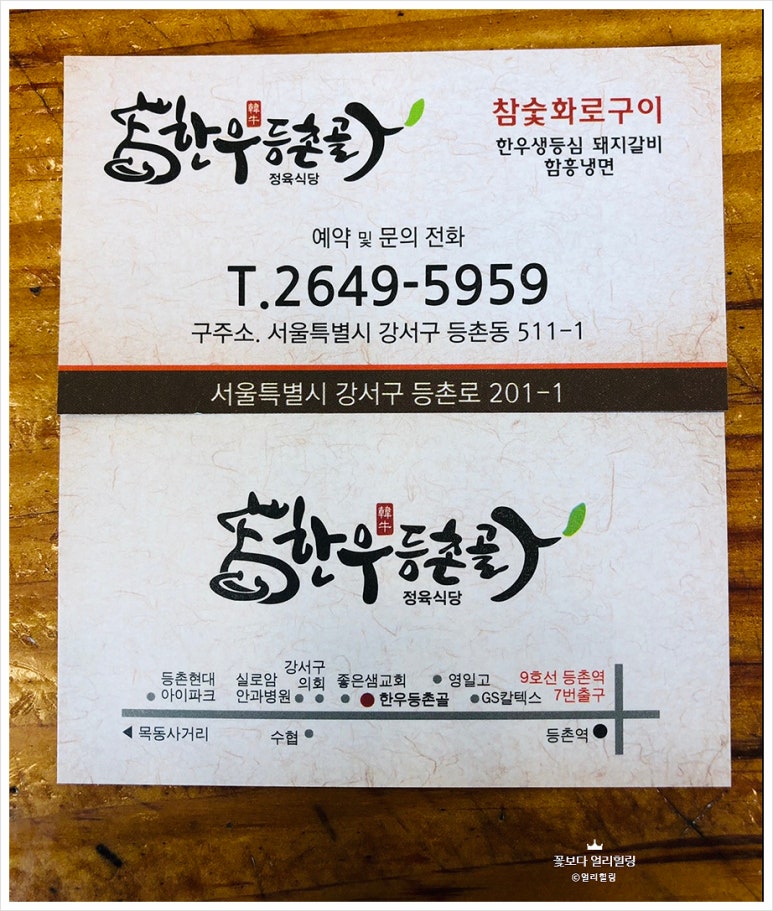 한우등촌골
韓牛
정육식당
참숯화로구이
한우생등심 돼지갈비
함흥냉면
예약 및 문의 전화
T.2649-5959
구주소. 서울특별시 강서구 등촌동 511-1
서울특별시 강서구 등촌로 201-1
한우등촌골
韓牛
정육식당
등촌현대
아이파크
실로암
안과병원
강서구
의회
좋은샘교회
한우등촌골
영일고
GS칼텍스
9호선 등촌역
7번출구
◀ 목동사거리
수협
등촌역
꽃보다 얼리힐링
©얼리힐링